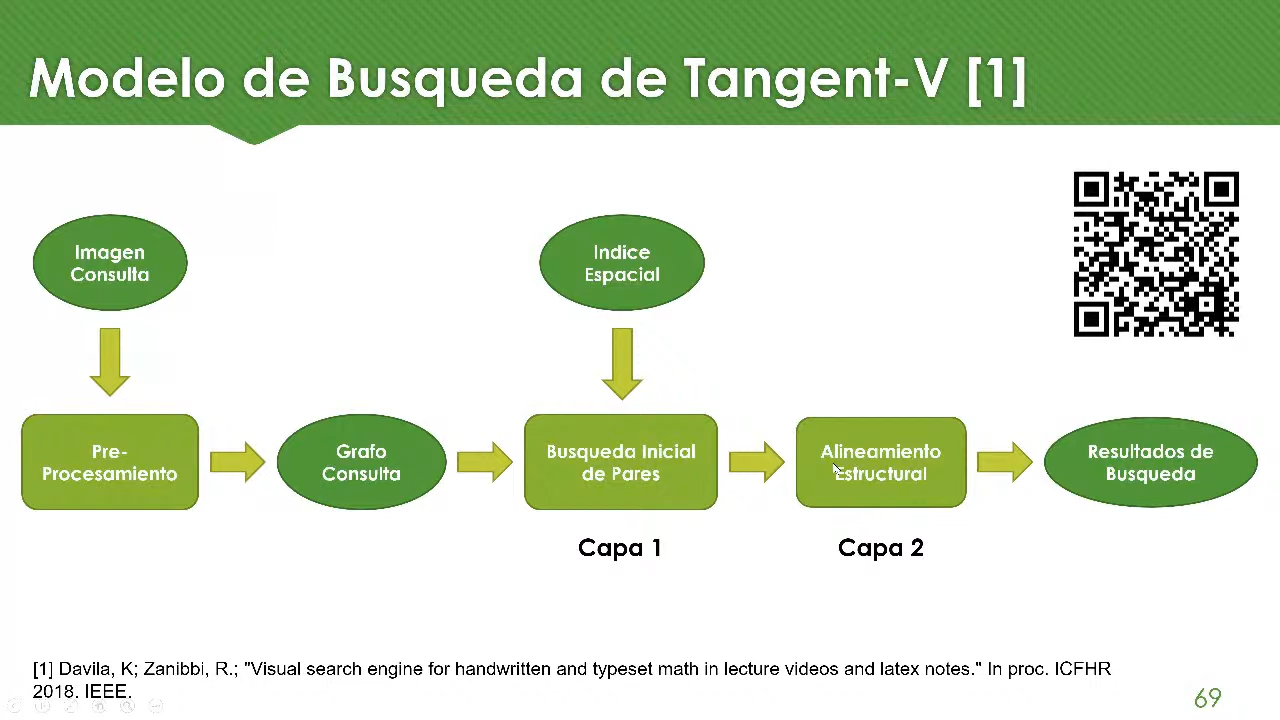 Modelo de Busqueda de Tangent-V [1]
Imagen
Consulta
Indice
Espacial
Pre-
Procesamiento
Grafo
Consulta
Busqueda Inicial
de Pares
Alineamiento
Estructural
Resultados de
Busqueda
Capa 1
Capa 2
[1] Davila, K; Zanibbi, R.; "Visual search engine for handwritten and typeset math in lecture videos and latex notes." In proc. ICFHR
2018. IEEE.
69